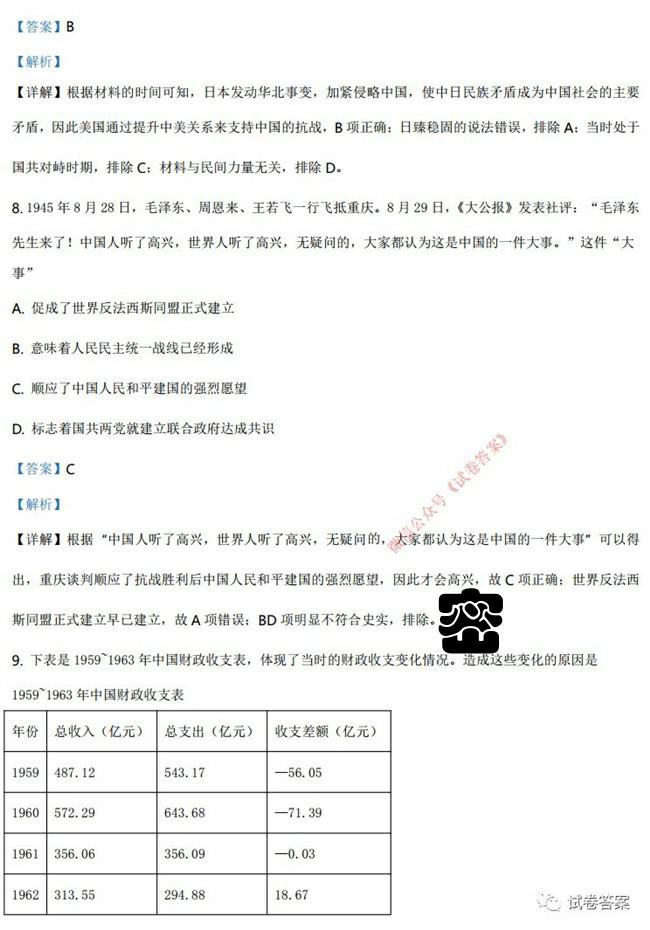 【答案】B
【解析】
【详解】根据材料的时间可知，日本发动华北事变，加紧侵略中国，使中日民族矛盾成为中国社会的主要
矛盾，因此美国通过提升中美关系来支持中国的抗战，B 项正确；日臻稳固的说法错误，排除 A；当时处于
国共对峙时期，排除 C；材料与民间力量无关，排除 D。
8. 1945 年 8 月 28 日，毛泽东、周恩来、王若飞一行飞抵重庆。8 月 29 日，《大公报》发表社评：“毛泽东
先生来了！中国人听了高兴，世界人听了高兴，无疑问的，大家都认为这是中国的一件大事。”这件“大
事”
A. 促成了世界反法西斯同盟正式建立
B. 意味着人民民主统一战线已经形成
C. 顺应了中国人民和平建国的强烈愿望
D. 标志着国共两党就建立联合政府达成共识
【答案】C
【解析】
【详解】根据 “中国人听了高兴，世界人听了高兴，无疑问的，大家都认为这是中国的一件大事” 可以得
出，重庆谈判顺应了抗战胜利后中国人民和平建国的强烈愿望，因此才会高兴，故 C 项正确；世界反法西
斯同盟正式建立早已建立，故 A 项错误；BD 项明显不符合史实，排除。
9. 下表是 1959~1963 年中国财政收支表，体现了当时的财政收支变化情况。造成这些变化的原因是
1959~1963 年中国财政收支表
年份 总收入（亿元） 总支出（亿元） 收支差额（亿元）
1959 487.12 543.17 —56.05
1960 572.29 643.68 —71.39
1961 356.06 356.09 —0.03
1962 313.55 294.88 18.67
微信公众号《试卷答案》
试卷答案